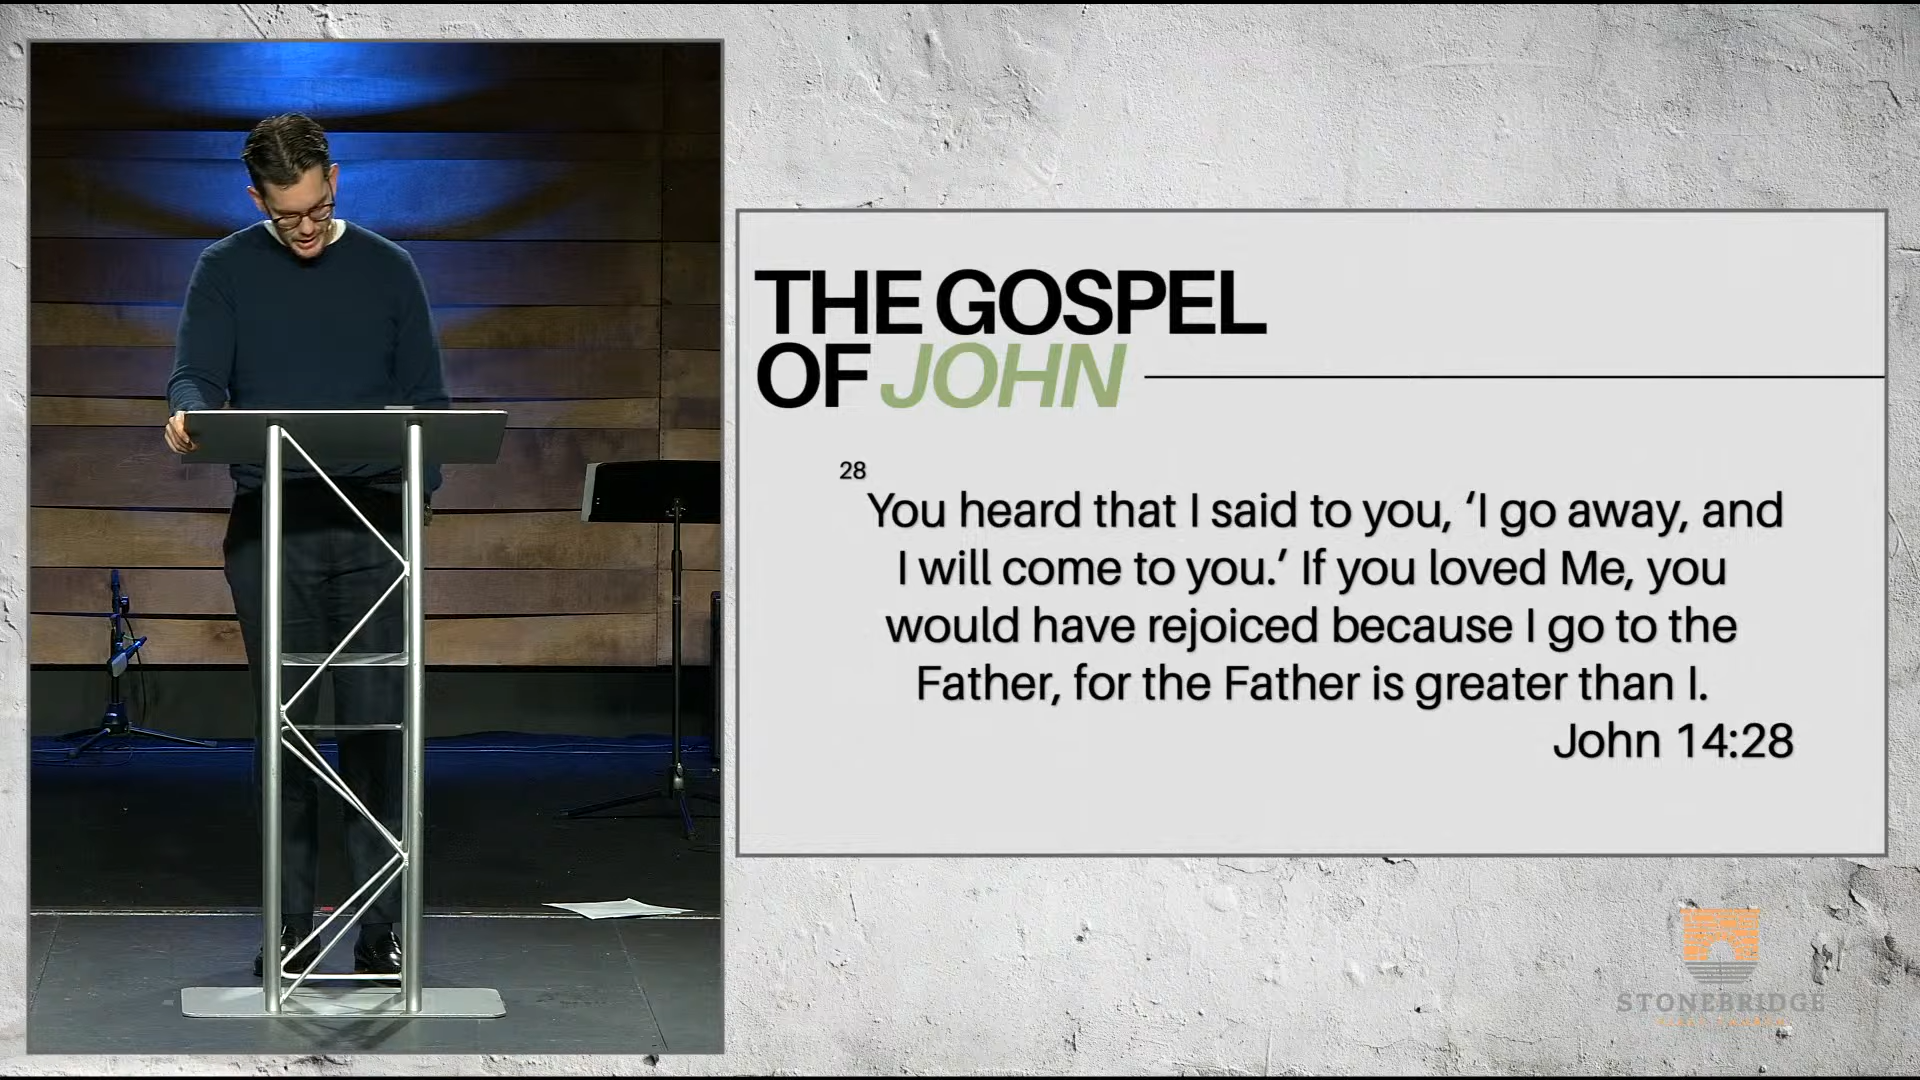 THE GOSPEL
OF JOHN
28
You heard that I said to you, ‘I go away, and
I will come to you.’ If you loved Me, you
would have rejoiced because I go to the
Father, for the Father is greater than I.
John 14:28
STONEBRIDGE